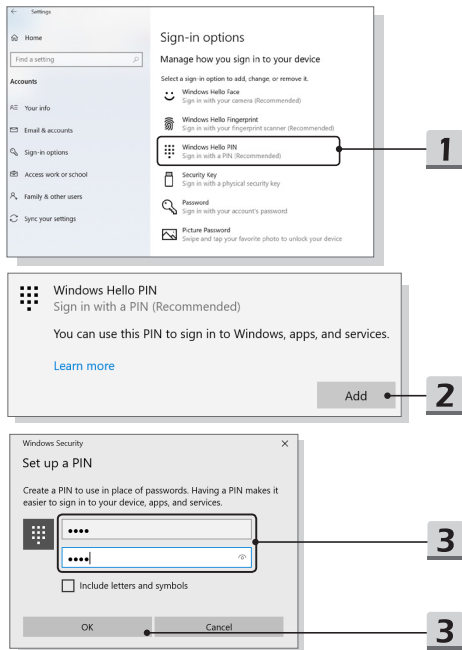 Settings
Home
Find a setting
Accounts
Your info
Email & accounts
Sign-in options
Access work or school
Family & other users
Sync your settings
Sign-in options
Manage how you sign in to your device
Select a sign-in option to add, change, or remove it.
Windows Hello Face
Sign in with your camera (Recommended)
Windows Hello Fingerprint
Sign in with your fingerprint scanner (Recommended)
Windows Hello PIN
Sign in with a PIN (Recommended)
Security Key
Sign in with a physical security key
Password
Sign in with your account's password
Picture Password
Swipe and tap your favorite photo to unlock your device
1
Windows Hello PIN
Sign in with a PIN (Recommended)
You can use this PIN to sign in to Windows, apps, and services.
Learn more
Add
2
Windows Security
Set up a PIN
Create a PIN to use in place of passwords. Having a PIN makes it
easier to sign in to your device, apps, and services.
3
Include letters and symbols
OK
Cancel
3